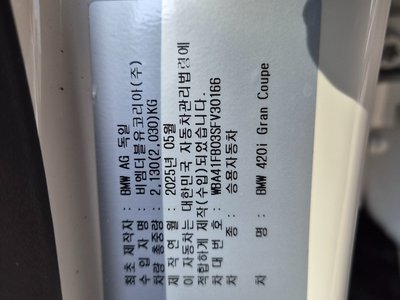 최초 제작자 : BMW AG 독일
수 입 자 명 : 비엠더블유코리아(주)
차량 총중량 : 2,130(2,030)KG
제 작 연 월 : 2025년 05월
이 자동차는 대한민국 자동차관리법령에
적합하게 제작(수입)되었습니다.
차 대 번 호 : WBA41FB03SFV30166
차 종 : 승용자동차
차 명 : BMW 420i Gran Coupe